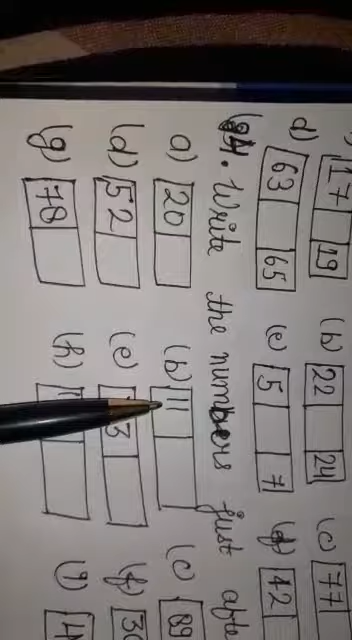 17 19 (b) 22 24 (c) 77
d) 63 65 (e) 5 7 (f) 42
Q4. Write the numbers just after
a) 20 (b) 11 (c) 89
(d) 52 (e) 3 (f)
(g) 78 (h) (i)